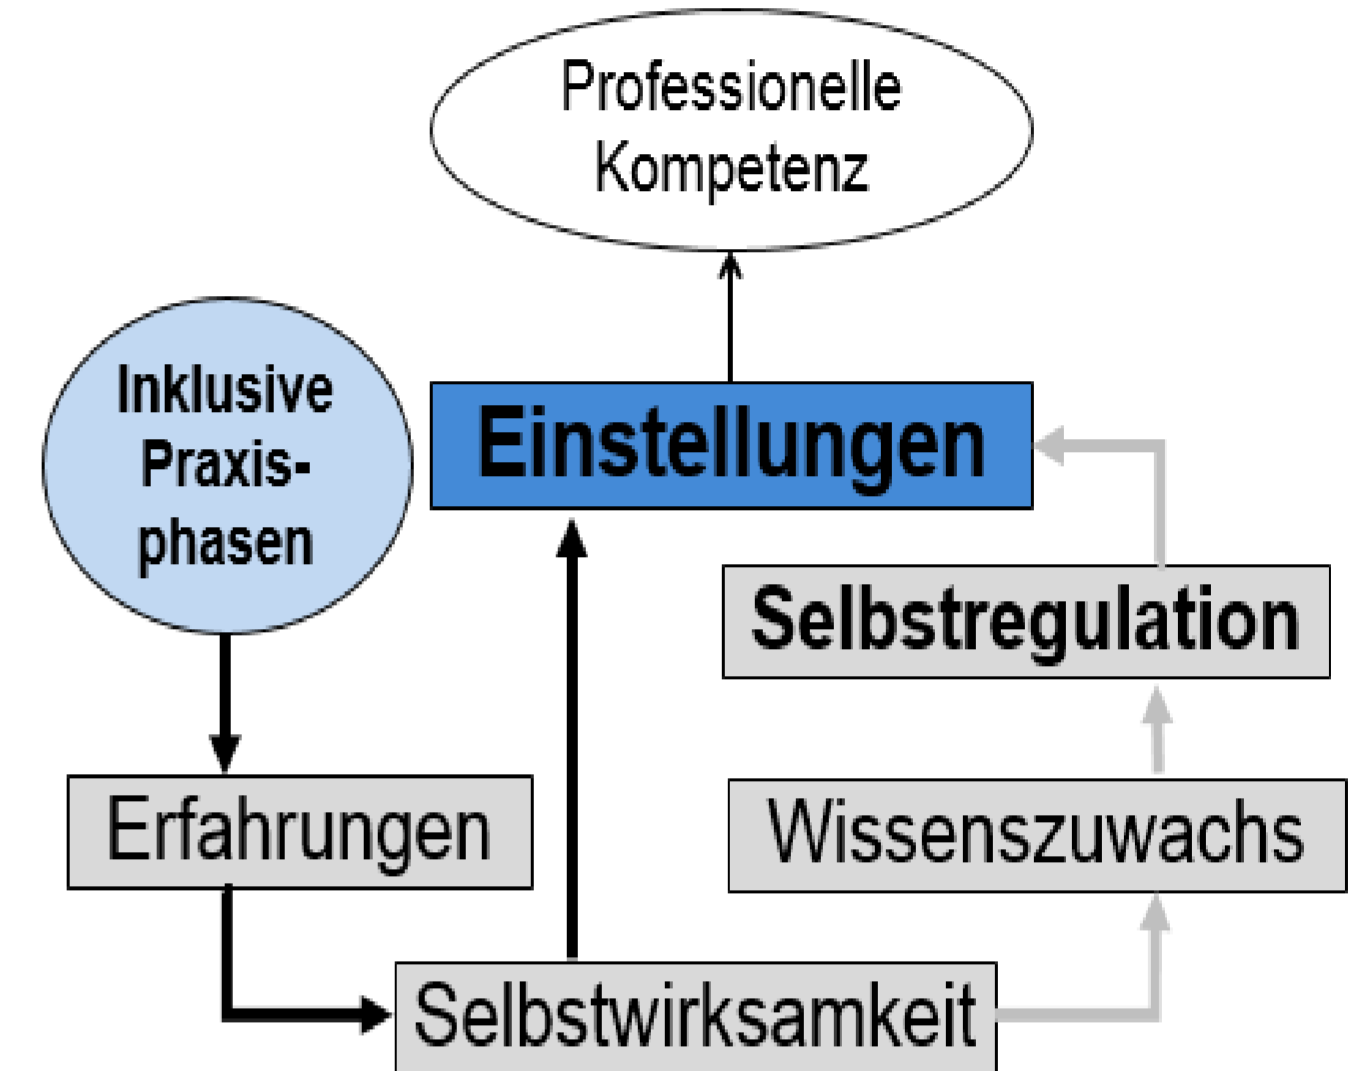 Professionelle
Kompetenz
Inklusive
Praxis-
phasen
Einstellungen
Selbstregulation
Erfahrungen
Wissenszuwachs
Selbstwirksamkeit